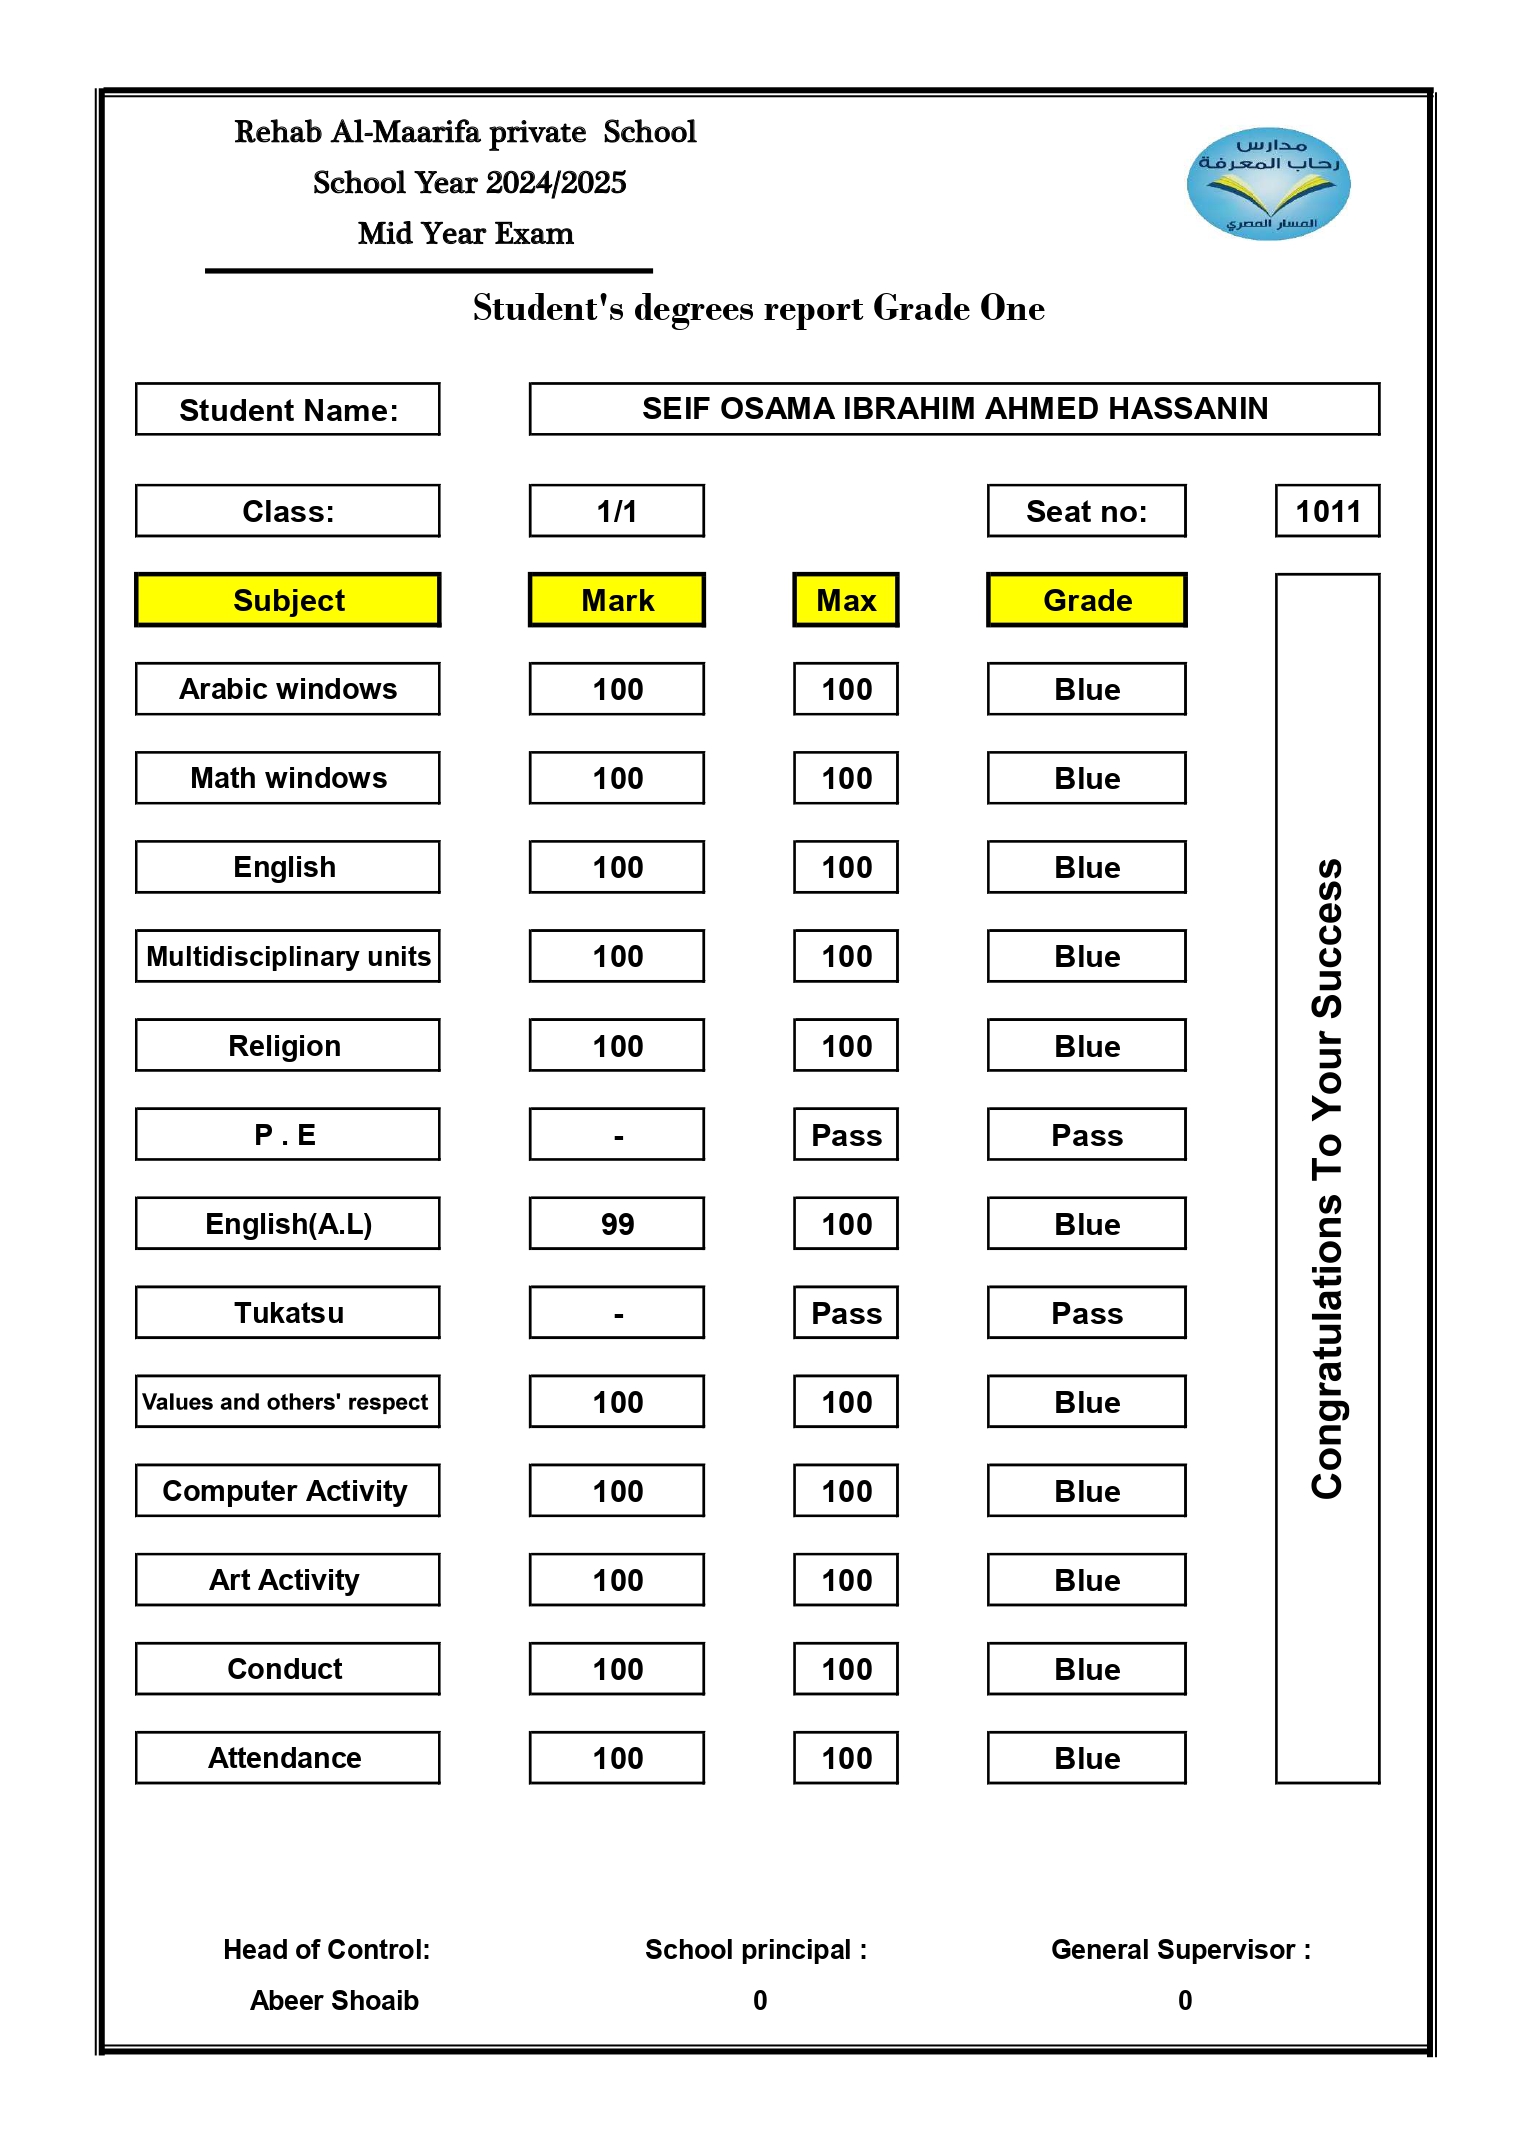 Rehab Al-Maarifa private School
School Year 2024/2025
Mid Year Exam
مدارس
رحاب المعرفة
المسار المصري
Student's degrees report Grade One
Student Name: SEIF OSAMA IBRAHIM AHMED HASSANIN
Class: 1/1 Seat no: 1011
Subject Mark Max Grade
Arabic windows 100 100 Blue
Math windows 100 100 Blue
English 100 100 Blue
Multidisciplinary units 100 100 Blue
Religion 100 100 Blue
P . E - Pass Pass
English(A.L) 99 100 Blue
Tukatsu - Pass Pass
Values and others' respect 100 100 Blue
Computer Activity 100 100 Blue
Art Activity 100 100 Blue
Conduct 100 100 Blue
Attendance 100 100 Blue
Congratulations To Your Success
Head of Control: School principal : General Supervisor :
Abeer Shoaib 0 0